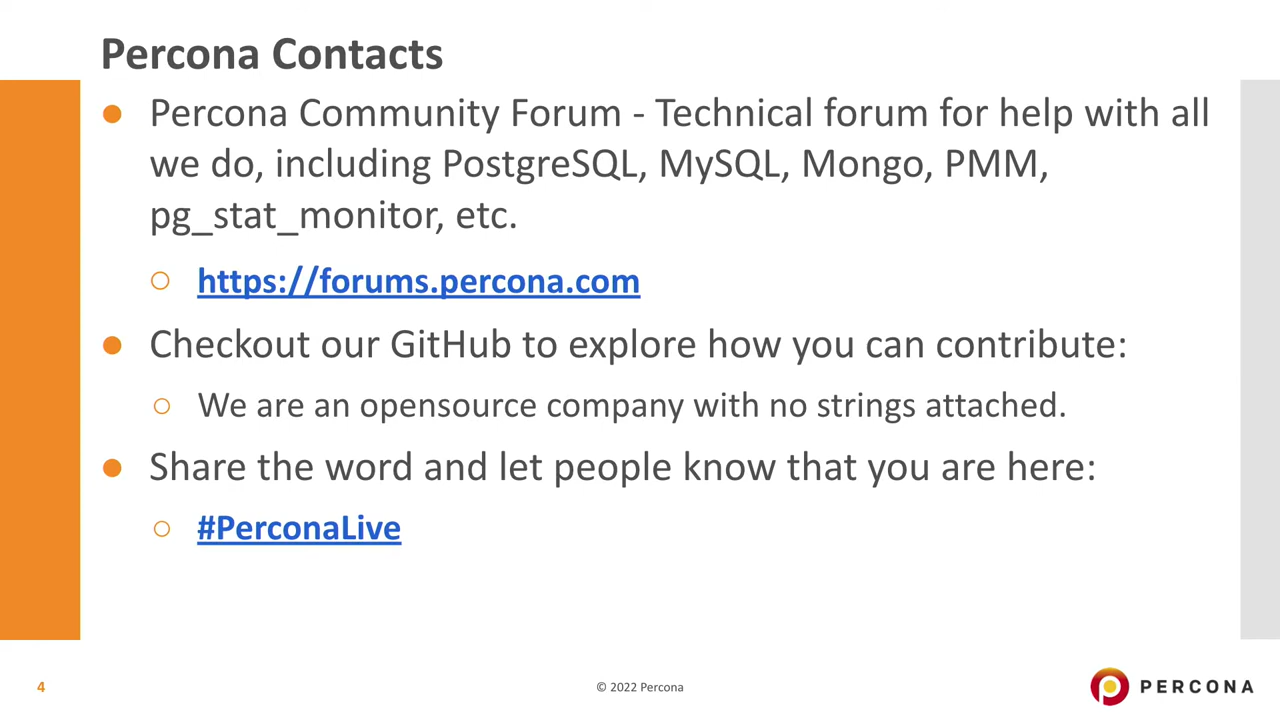 Percona Contacts
● Percona Community Forum - Technical forum for help with all
we do, including PostgreSQL, MySQL, Mongo, PMM,
pg_stat_monitor, etc.
○ https://forums.percona.com
● Checkout our GitHub to explore how you can contribute:
○ We are an opensource company with no strings attached.
● Share the word and let people know that you are here:
○ #PerconaLive
4
© 2022 Percona
PERCONA